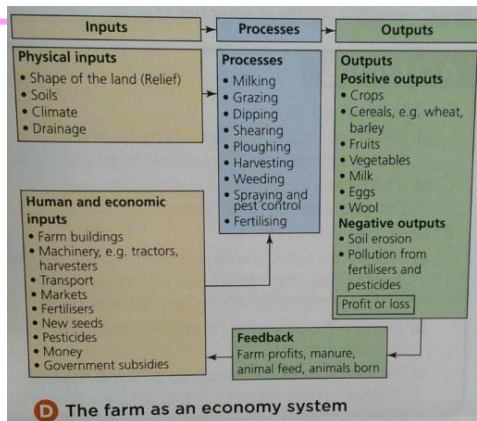 Inputs
Processes
Outputs
Physical inputs
• Shape of the land (Relief)
• Soils
• Climate
• Drainage
Human and economic
inputs
• Farm buildings
• Machinery, e.g. tractors,
harvesters
• Transport
• Markets
• Fertilisers
• New seeds
• Pesticides
• Money
• Government subsidies
Processes
• Milking
• Grazing
• Dipping
• Shearing
• Ploughing
• Harvesting
• Weeding
• Spraying and
pest control
• Fertilising
Outputs
Positive outputs
• Crops
• Cereals, e.g. wheat,
barley
• Fruits
• Vegetables
• Milk
• Eggs
• Wool
Negative outputs
• Soil erosion
• Pollution from
fertilisers and
pesticides
Profit or loss
Feedback
Farm profits, manure,
animal feed, animals born
D The farm as an economy system